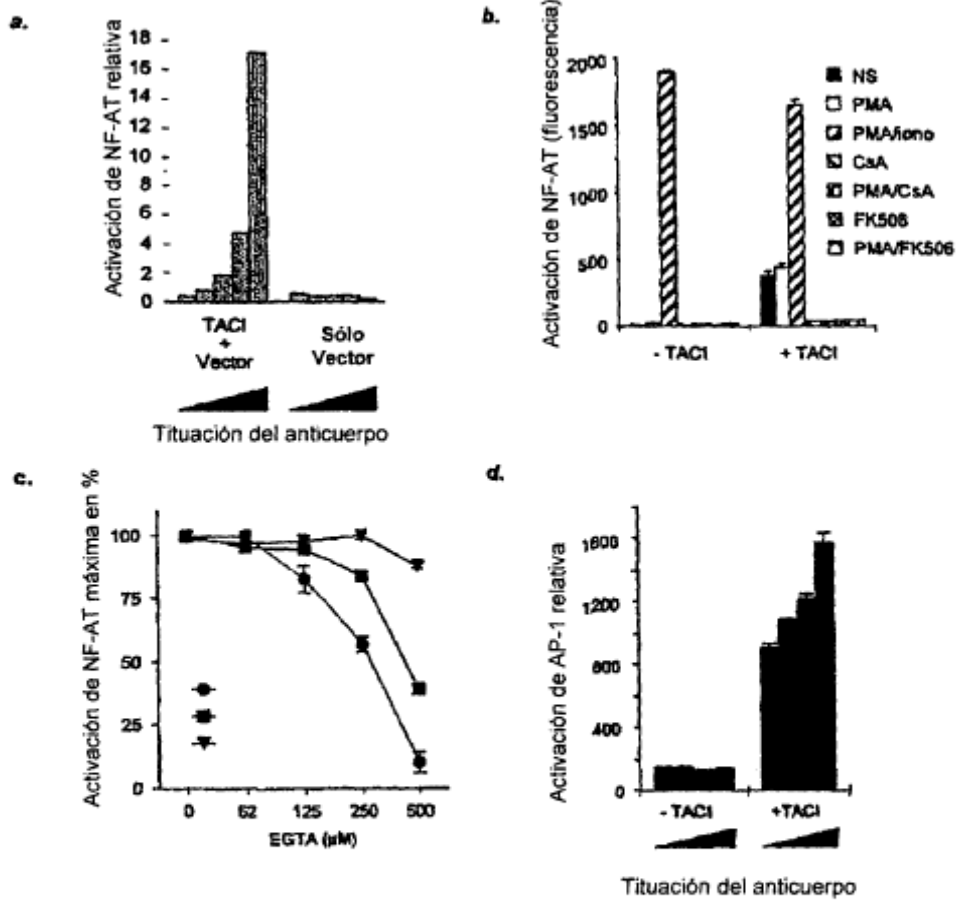 a.
Activación de NF-AT relativa
18
16
14
12
10
8
6
4
2
0
TACI
+
Vector
Sólo
Vector
Tituación del anticuerpo
b.
Activación de NF-AT (fluorescencia)
2000
1500
1000
500
0
- TACI
+ TACI
NS
PMA
PMA/iono
CsA
PMA/CsA
FK506
PMA/FK506
c.
Activación de NF-AT máxima en %
100
75
50
25
0
0
62
125
250
500
EGTA (µM)
d.
Activación de AP-1 relativa
1600
1200
800
400
0
- TACI
+TACI
Tituación del anticuerpo